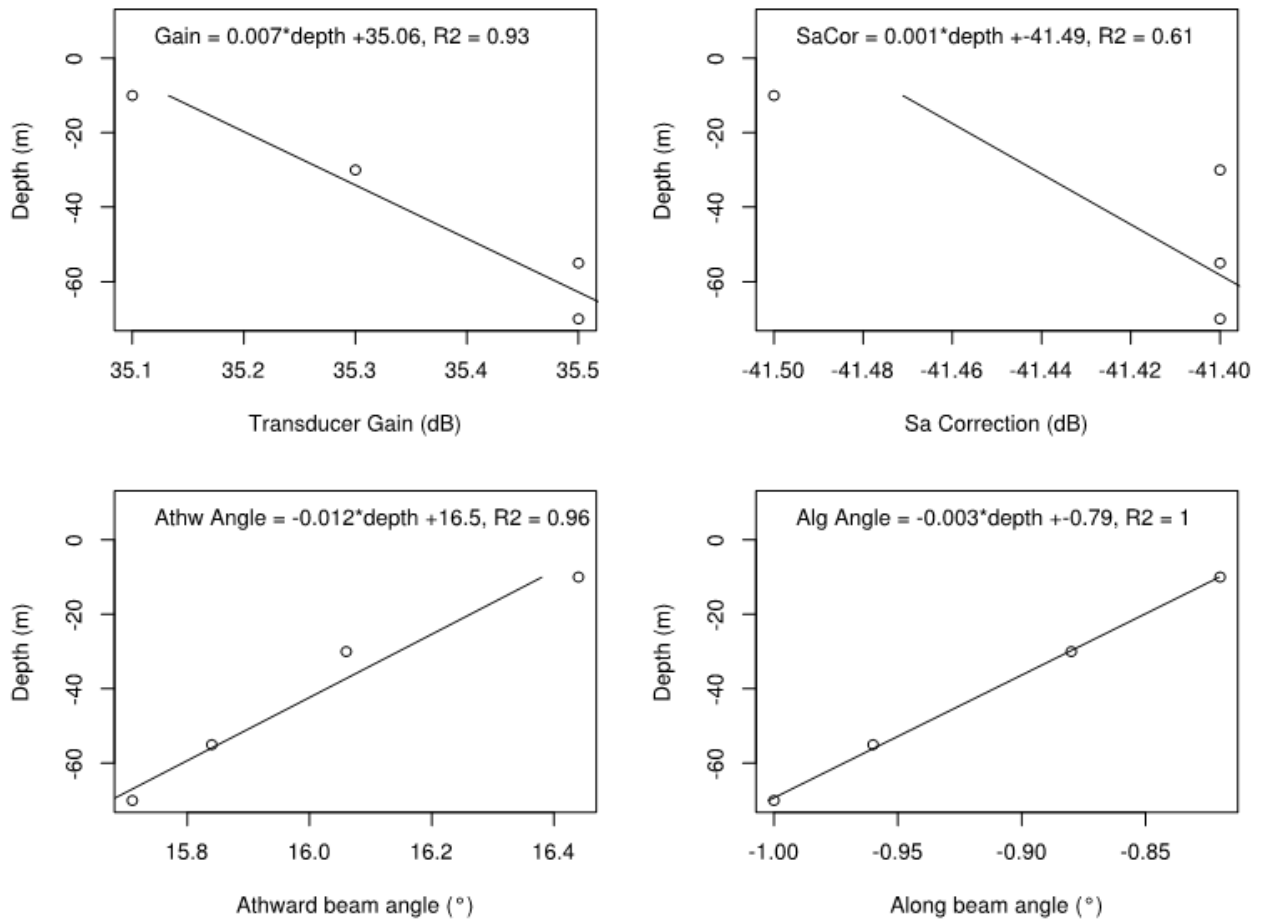 Gain = 0.007*depth +35.06, R2 = 0.93
0
-20
-40
-60
Depth (m)
35.1 35.2 35.3 35.4 35.5
Transducer Gain (dB)
SaCor = 0.001*depth +-41.49, R2 = 0.61
0
-20
-40
-60
Depth (m)
-41.50 -41.48 -41.46 -41.44 -41.42 -41.40
Sa Correction (dB)
Athw Angle = -0.012*depth +16.5, R2 = 0.96
0
-20
-40
-60
Depth (m)
15.8 16.0 16.2 16.4
Athward beam angle (°)
Alg Angle = -0.003*depth +-0.79, R2 = 1
0
-20
-40
-60
Depth (m)
-1.00 -0.95 -0.90 -0.85
Along beam angle (°)